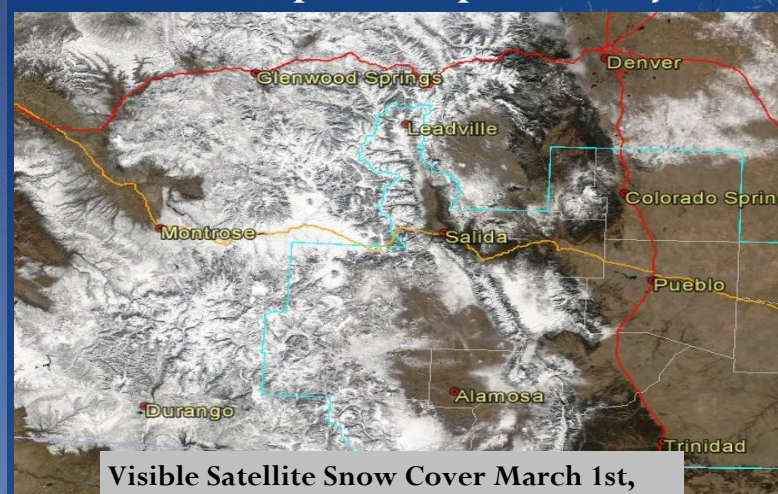 Denver
Glenwood Springs
Leadville
Colorado Sprin
Montrose
Salida
Pueblo
Alamosa
Durango
Trinidad
Visible Satellite Snow Cover March 1st,